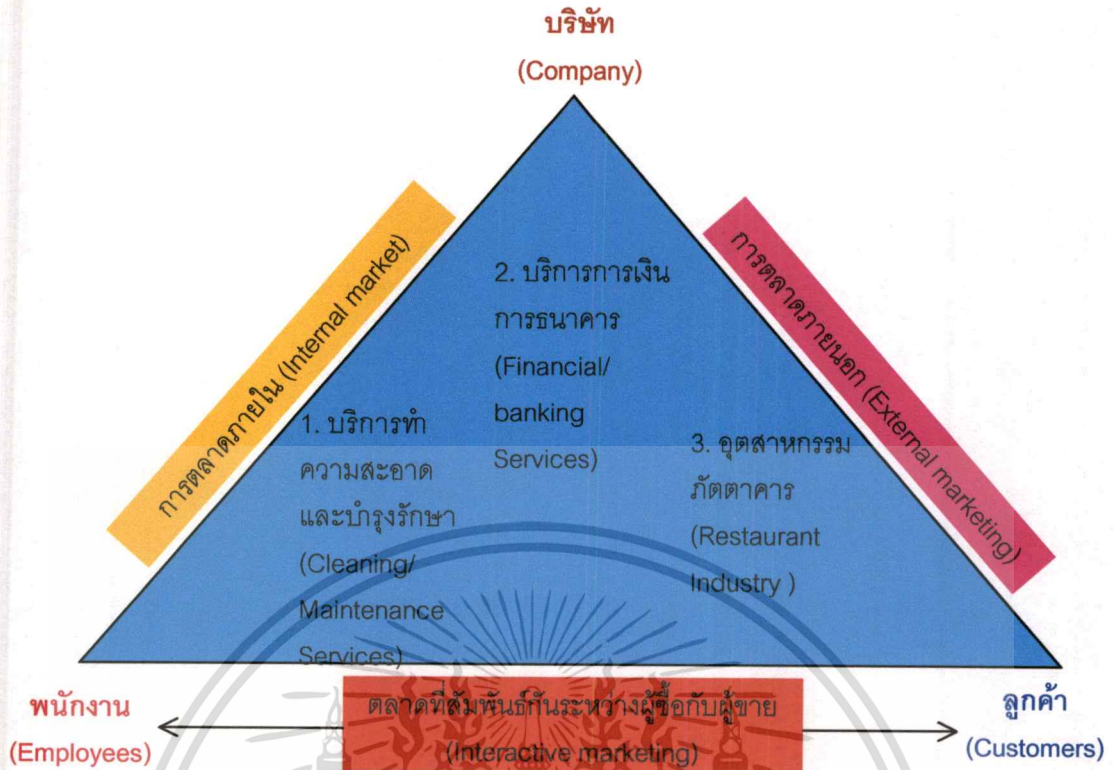 บริษัท
(Company)
การตลาดภายใน (Internal market)
การตลาดภายนอก (External marketing)
2. บริการการเงิน
การธนาคาร
(Financial/
banking
Services)
1. บริการทำ
ความสะอาด
และบำรุงรักษา
(Cleaning/
Maintenance
Services)
3. อุตสาหกรรม
ภัตตาคาร
(Restaurant
Industry )
พนักงาน
(Employees)
ตลาดที่สัมพันธ์กันระหว่างผู้ซื้อกับผู้ขาย
(Interactive marketing)
ลูกค้า
(Customers)